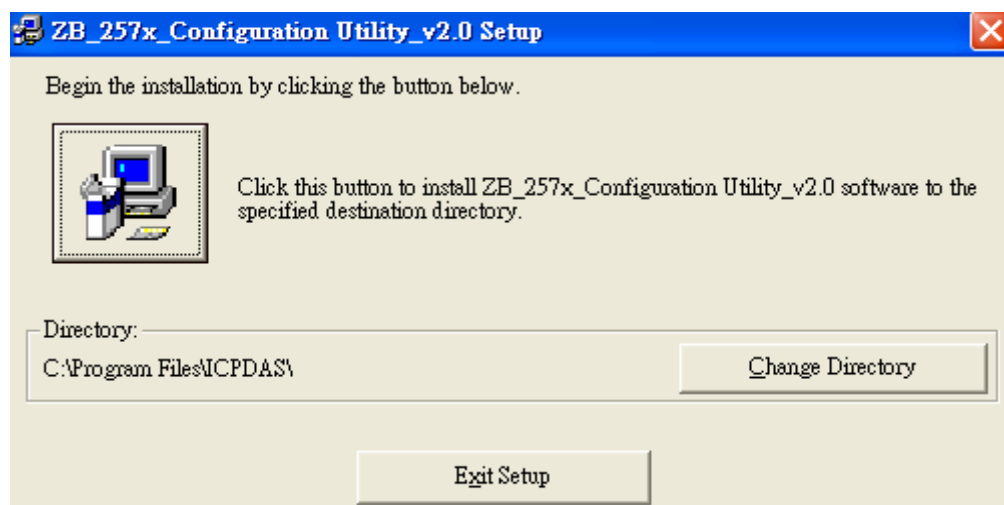 ZB_257x_Configuration Utility_v2.0 Setup
Begin the installation by clicking the button below.
Click this button to install ZB_257x_Configuration Utility_v2.0 software to the
specified destination directory.
Directory:
C:\Program Files\ICPDAS\
Change Directory
Exit Setup